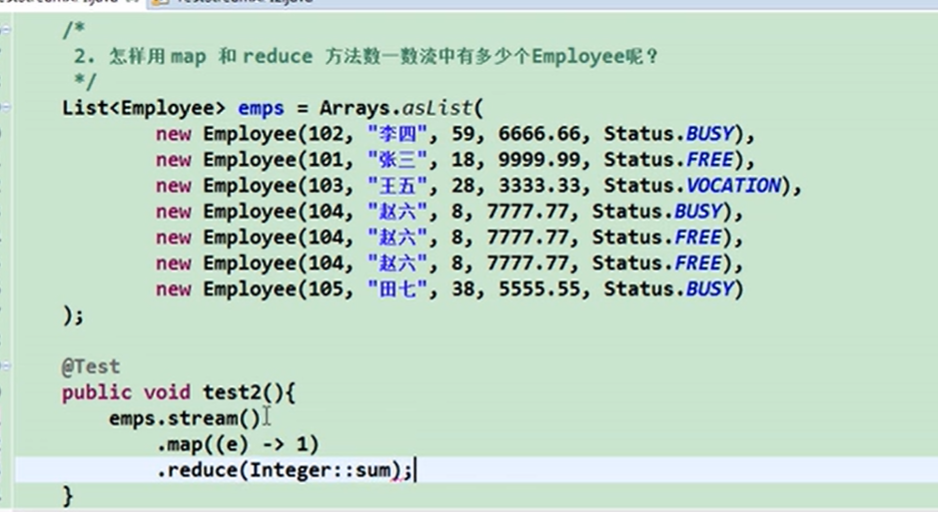 /*
2. 怎样用 map 和 reduce 方法数一数流中有多少个Employee呢？
*/
List<Employee> emps = Arrays.asList(
new Employee(102, "李四", 59, 6666.66, Status.BUSY),
new Employee(101, "张三", 18, 9999.99, Status.FREE),
new Employee(103, "王五", 28, 3333.33, Status.VOCATION),
new Employee(104, "赵六", 8, 7777.77, Status.BUSY),
new Employee(104, "赵六", 8, 7777.77, Status.FREE),
new Employee(104, "赵六", 8, 7777.77, Status.FREE),
new Employee(105, "田七", 38, 5555.55, Status.BUSY)
);
@Test
public void test2(){
emps.stream()
.map((e) -> 1)
.reduce(Integer::sum);
}